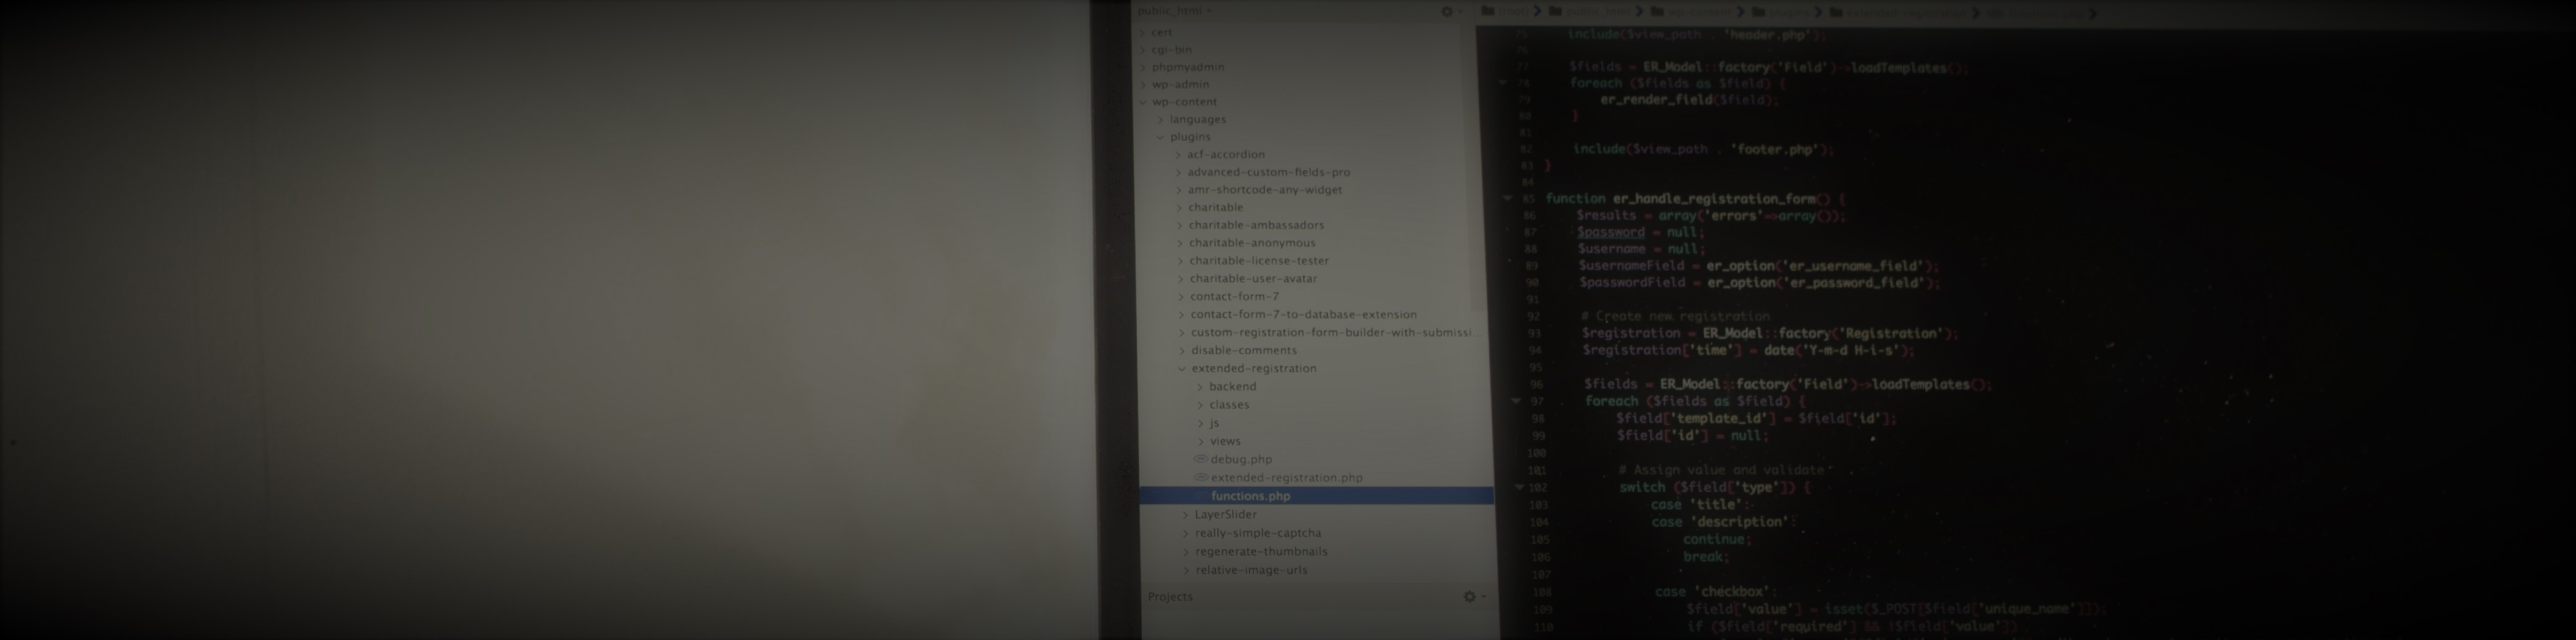 public_html
cert
cgi-bin
phpmyadmin
wp-admin
wp-content
languages
plugins
acf-accordion
advanced-custom-fields-pro
amr-shortcode-any-widget
charitable
charitable-ambassadors
charitable-anonymous
charitable-license-tester
charitable-user-avatar
contact-form-7
contact-form-7-to-database-extension
custom-registration-form-builder-with-submissi...
disable-comments
extended-registration
backend
classes
js
views
debug.php
extended-registration.php
functions.php
LayerSlider
really-simple-captcha
regenerate-thumbnails
relative-image-urls
Projects
(root) public_html wp-content plugins extended-registration
75 include($view_path . 'header.php');
76
77 $fields = ER_Model::factory('Field')->loadTemplates();
78 foreach ($fields as $field) {
79 er_render_field($field);
80 }
81
82 include($view_path . 'footer.php');
83 }
84
85 function er_handle_registration_form() {
86 $results = array('errors'=>array());
87 $password = null;
88 $username = null;
89 $usernameField = er_option('er_username_field');
90 $passwordField = er_option('er_password_field');
91
92 # Create new registration
93 $registration = ER_Model::factory('Registration');
94 $registration['time'] = date('Y-m-d H-i-s');
95
96 $fields = ER_Model::factory('Field')->loadTemplates();
97 foreach ($fields as $field) {
98 $field['template_id'] = $field['id'];
99 $field['id'] = null;
100
101 # Assign value and validate
102 switch ($field['type']) {
103 case 'title':
104 case 'description':
105 continue;
106 break;
107
108 case 'checkbox':
109 $field['value'] = isset($_POST[$field['unique_name']]);
110 if ($field['required'] && !$field['value'])